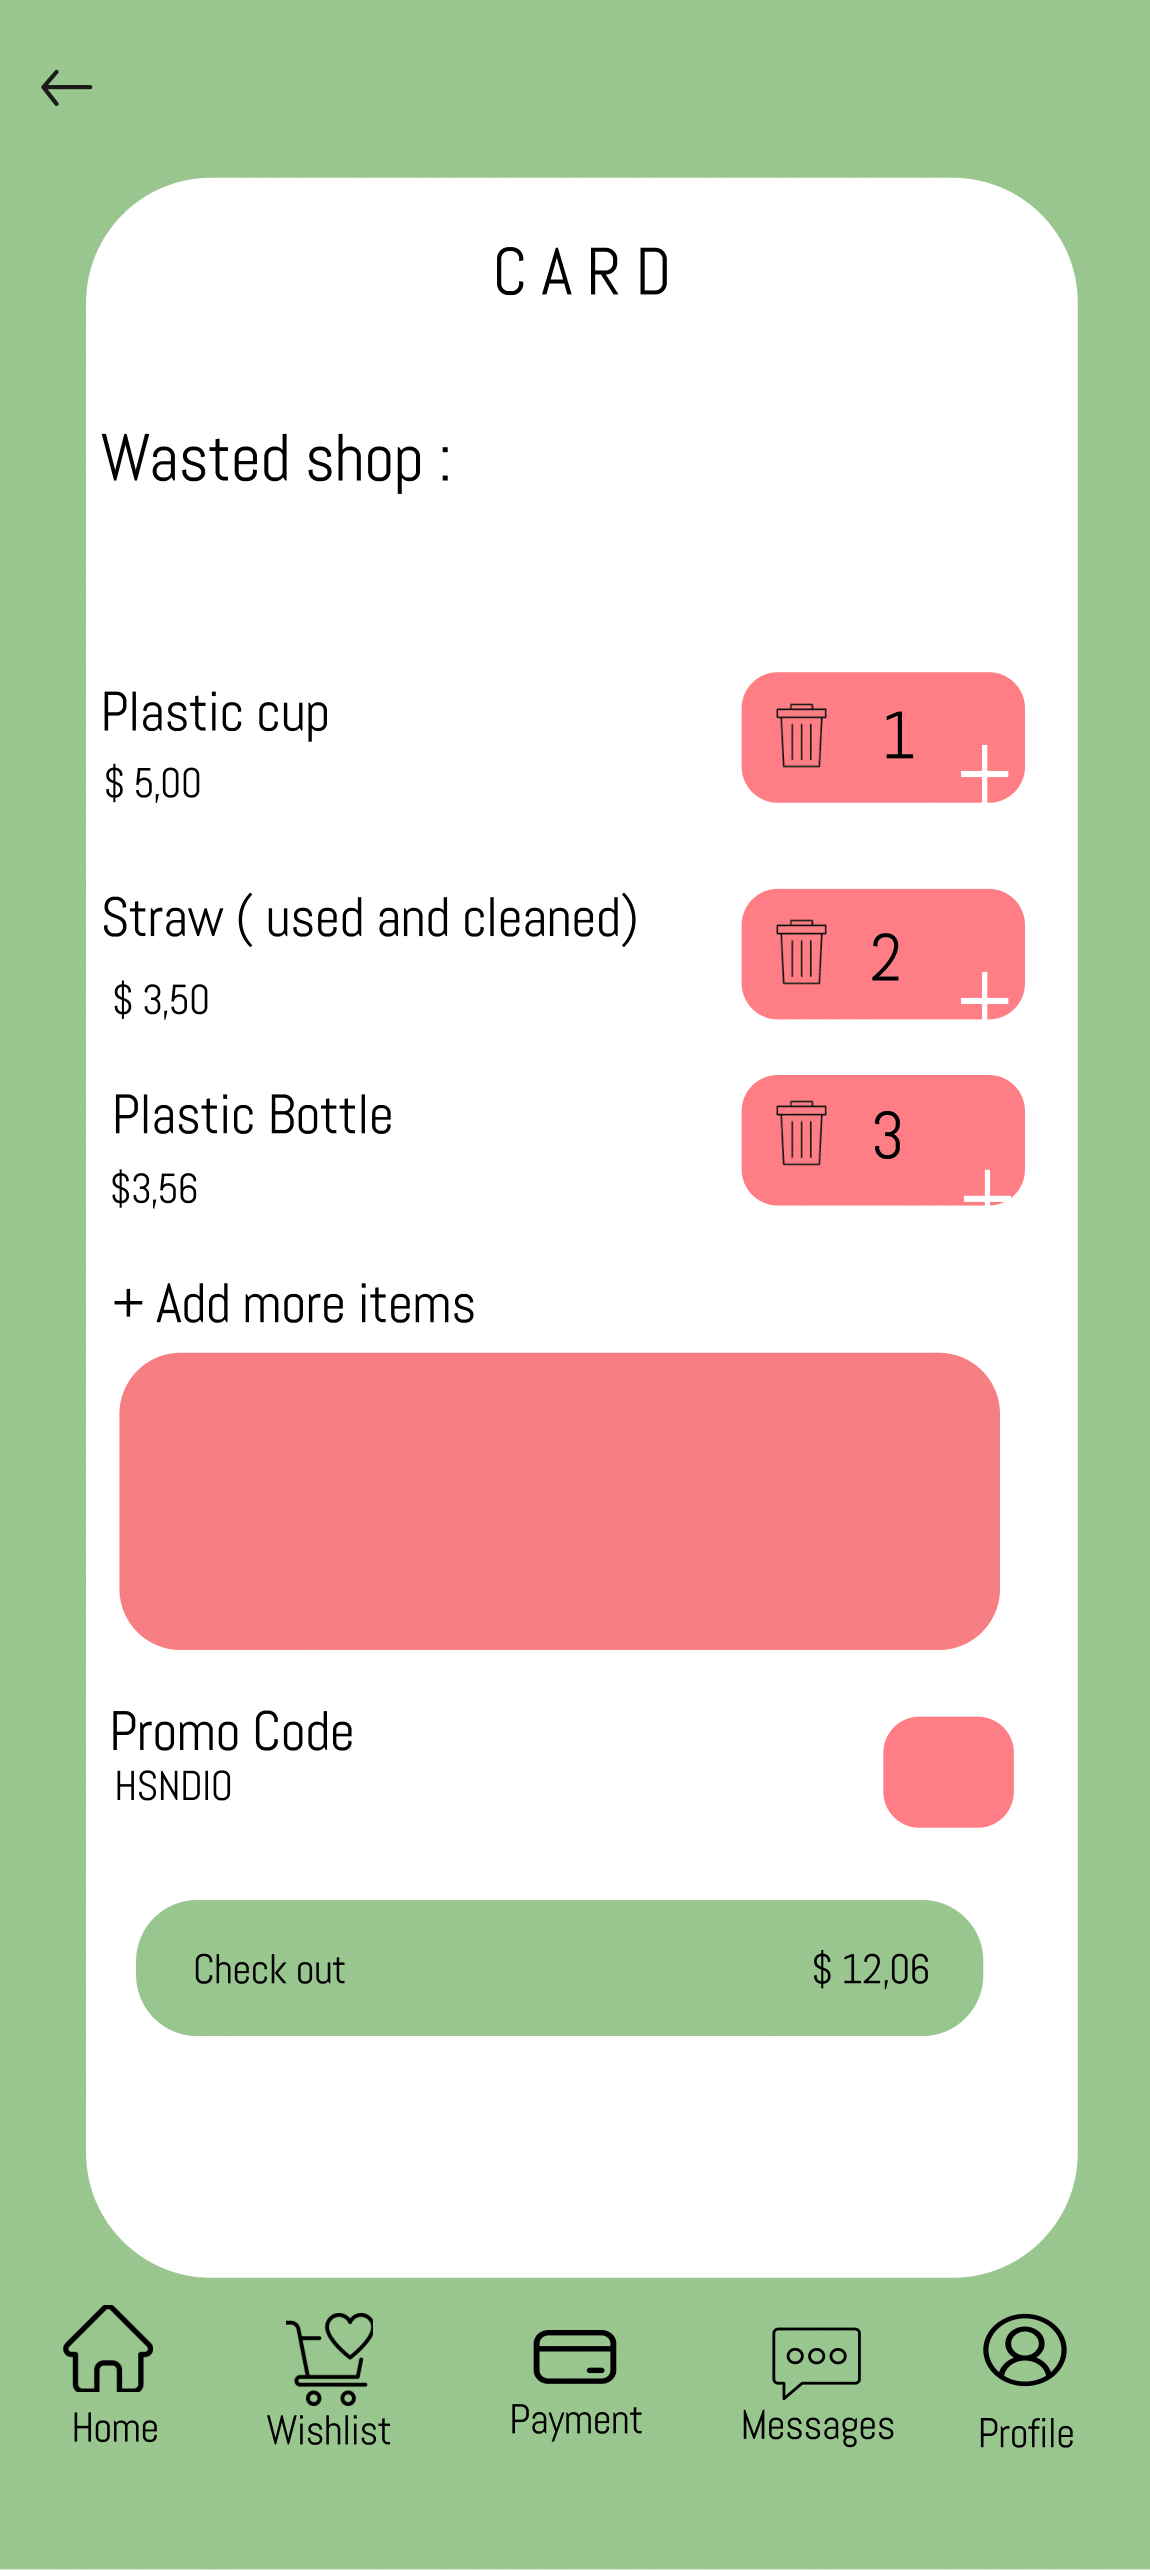 CARD
Wasted shop :
Plastic cup
1
$ 5,00
Straw ( used and cleaned)
2
$ 3,50
Plastic Bottle
3
$3,56
+ Add more items
Promo Code
HSNDIO
Check out $ 12,06
Home Wishlist Payment Messages Profile